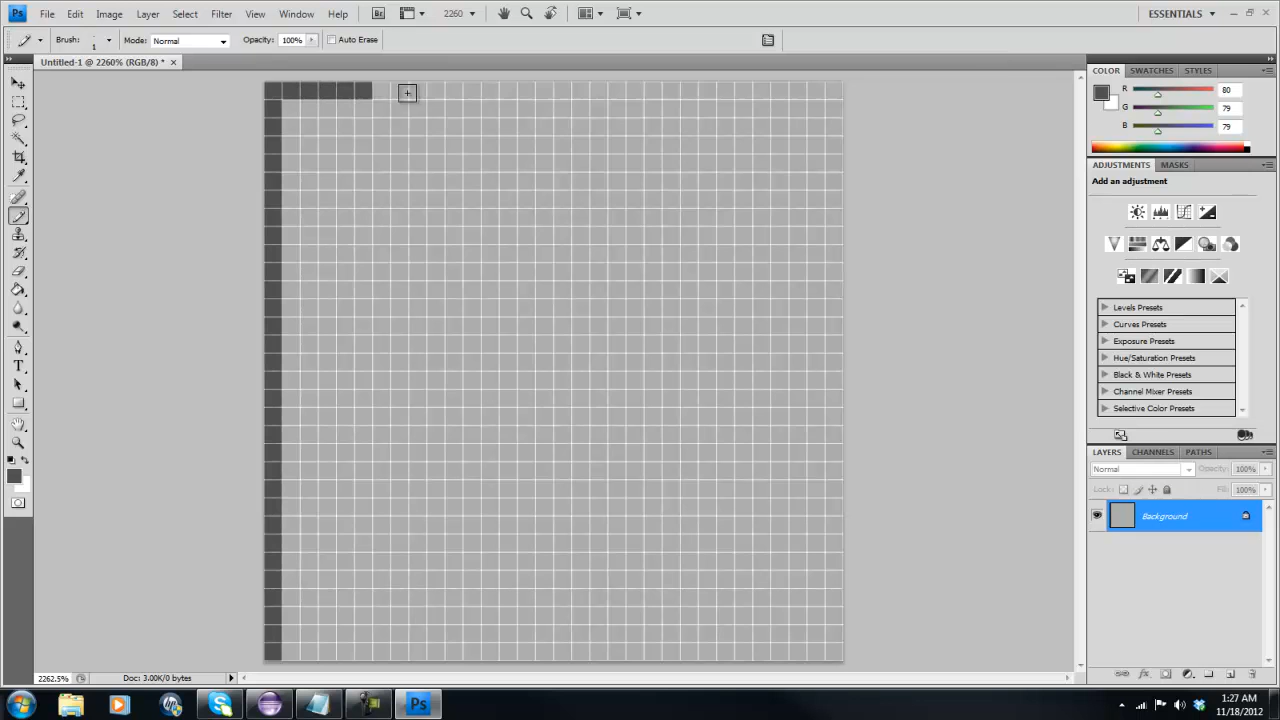 Ps File Edit Image Layer Select Filter View Window Help Br 2260 ESSENTIALS
Brush: 1 Mode: Normal Opacity: 100% Auto Erase
Untitled-1 @ 2260% (RGB/8) * ×
COLOR SWATCHES STYLES
R 80
G 79
B 79
ADJUSTMENTS MASKS
Add an adjustment
Levels Presets
Curves Presets
Exposure Presets
Hue/Saturation Presets
Black & White Presets
Channel Mixer Presets
Selective Color Presets
LAYERS CHANNELS PATHS
Normal Opacity: 100%
Lock: Fill: 100%
Background
T
2262.5% Doc: 3.00K/0 bytes
hp S Ps 1:27 AM
11/18/2012